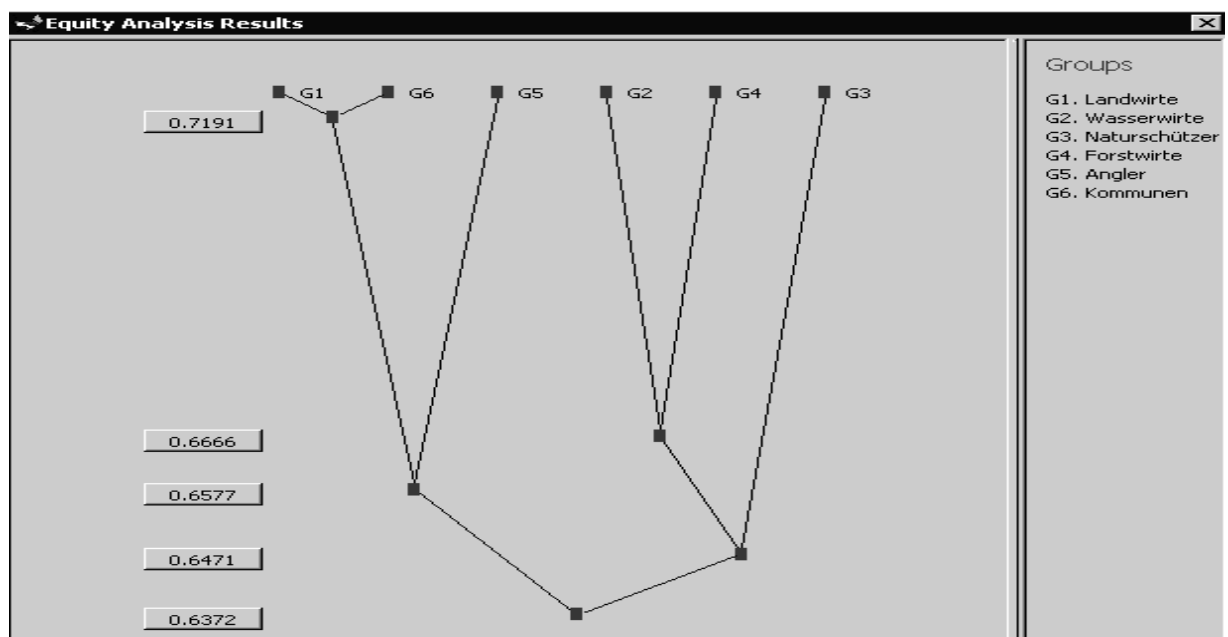 Equity Analysis Results
G1 G6 G5 G2 G4 G3
0.7191
0.6666
0.6577
0.6471
0.6372
Groups
G1. Landwirte
G2. Wasserwirte
G3. Naturschützer
G4. Forstwirte
G5. Angler
G6. Kommunen